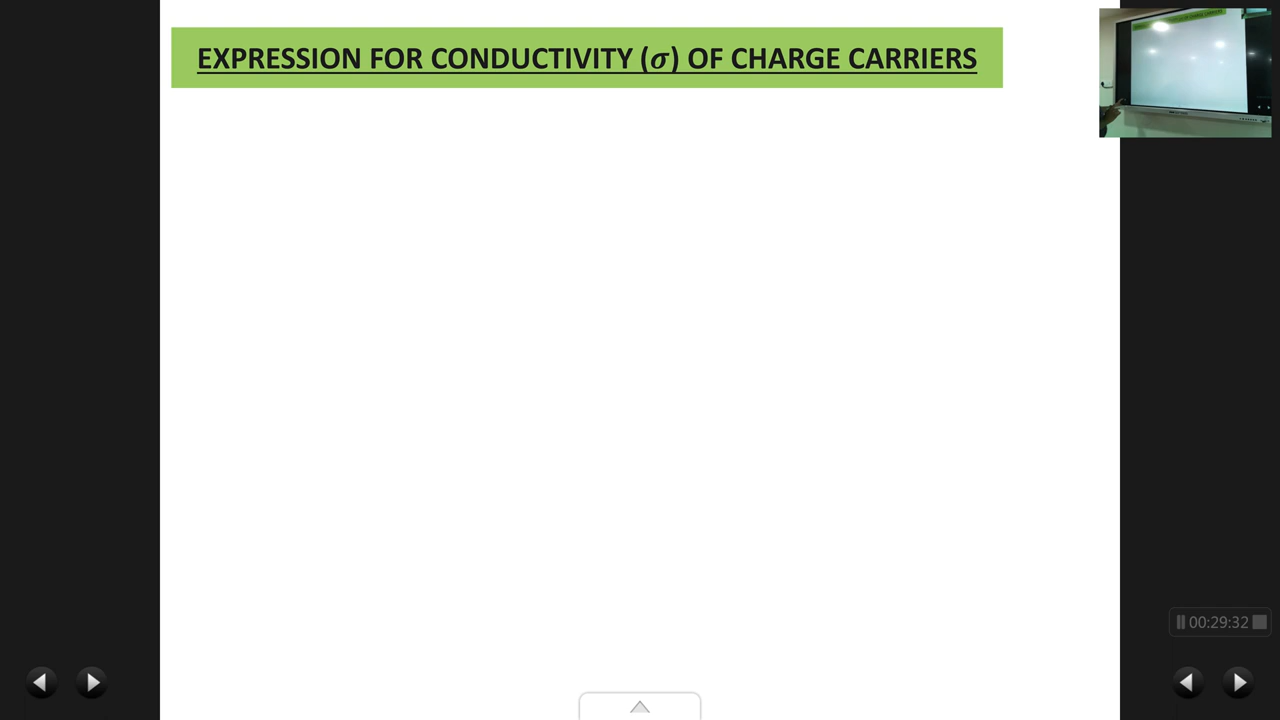 EXPRESSION FOR CONDUCTIVITY (σ) OF CHARGE CARRIERS
00:29:32